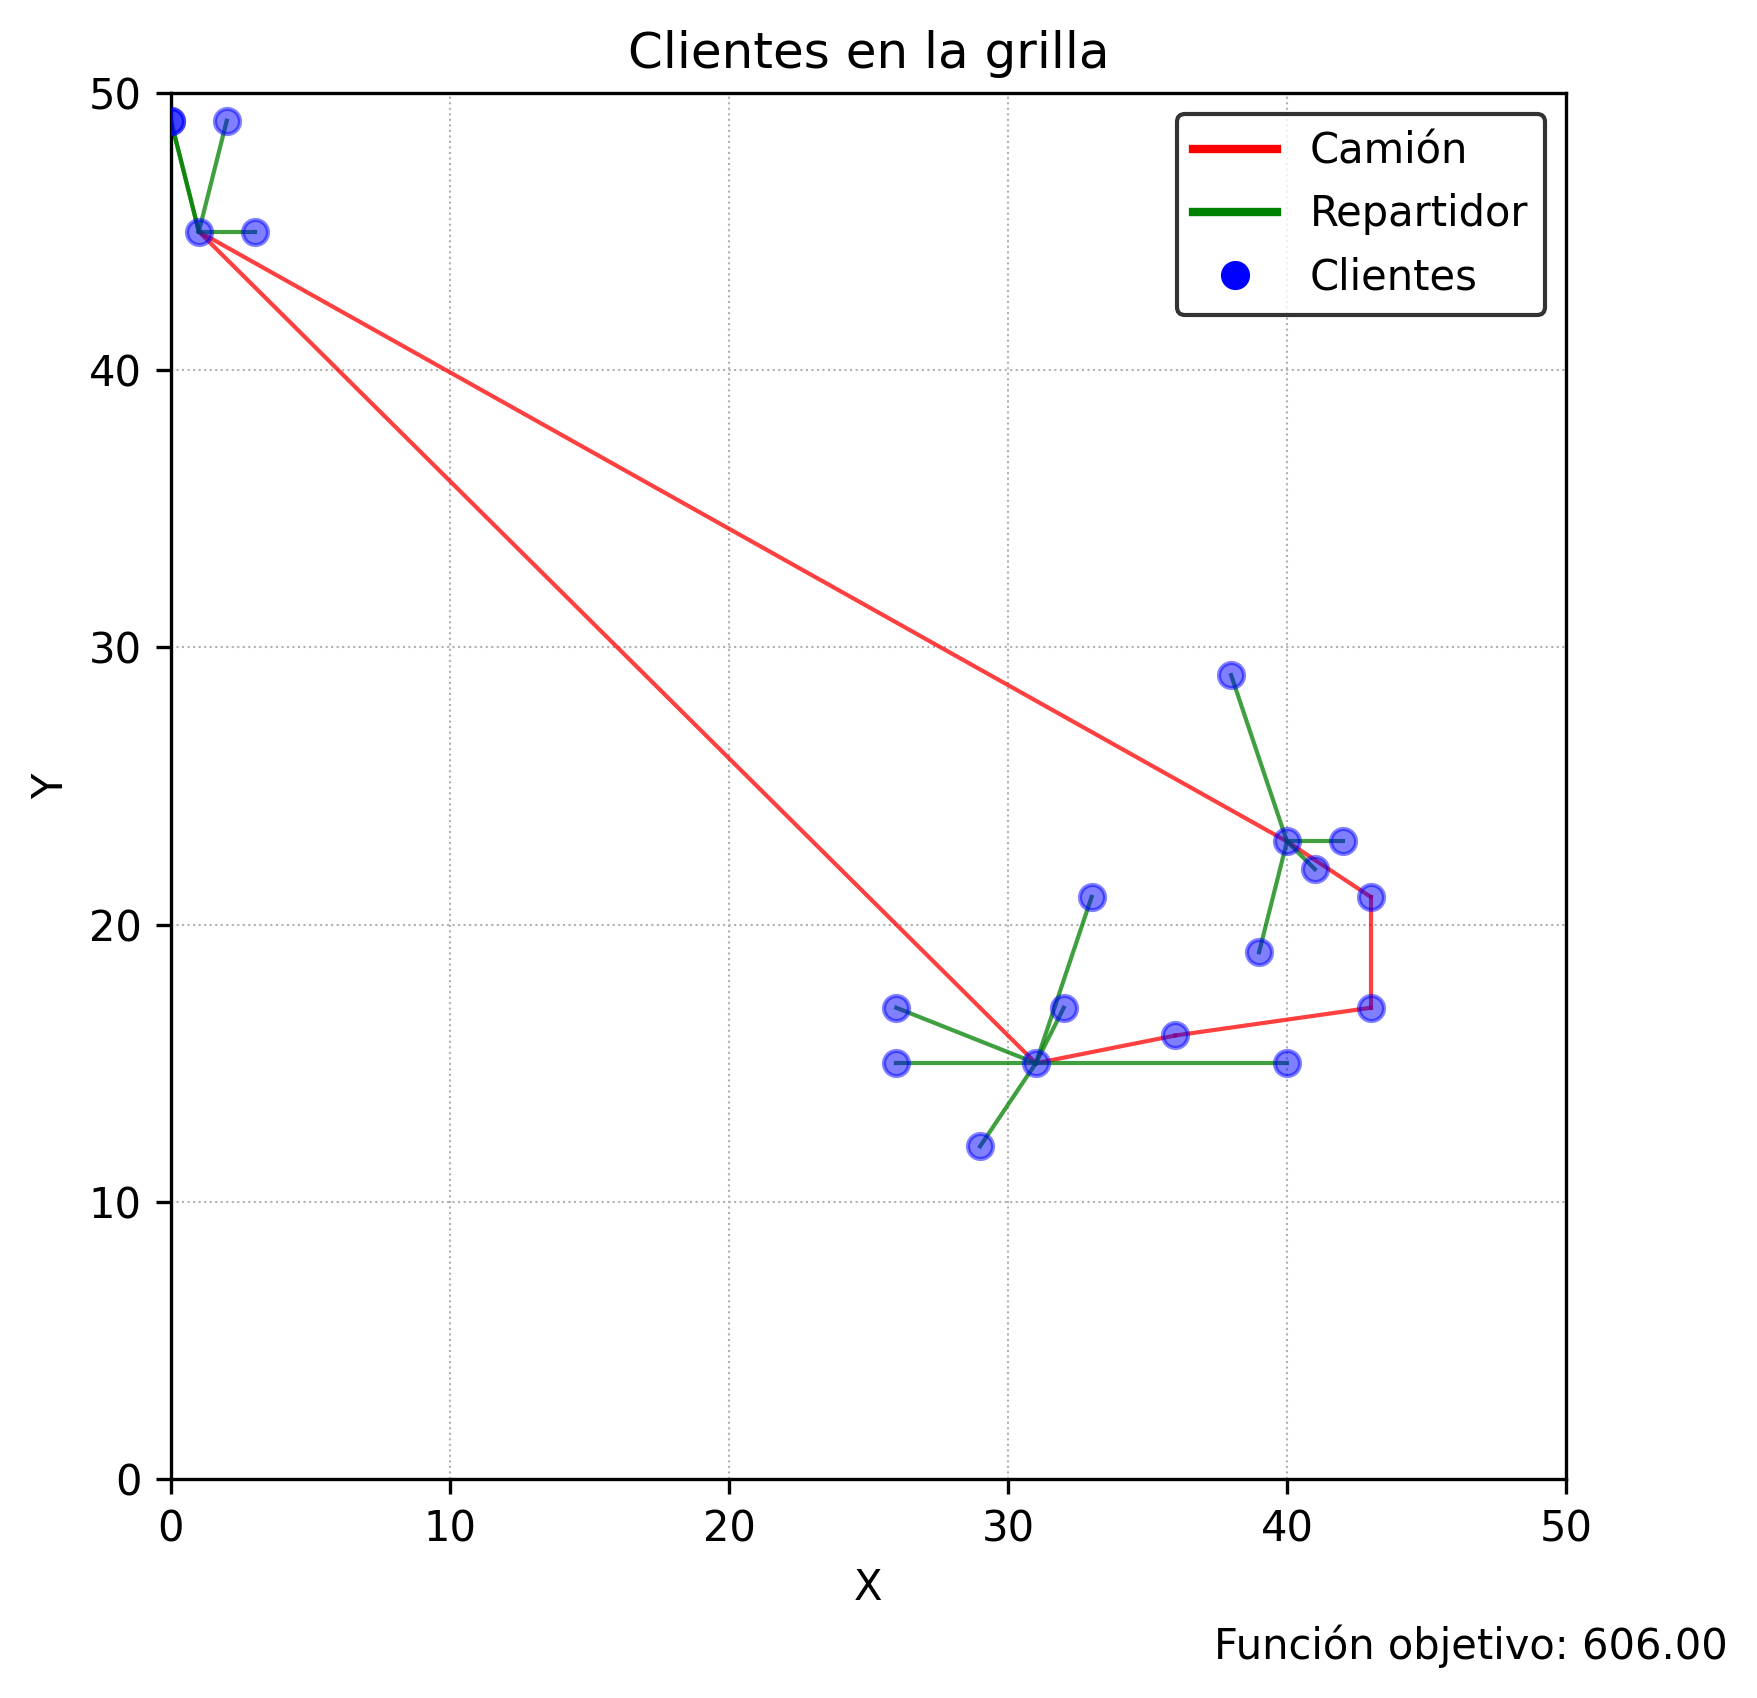 Clientes en la grilla
50
40
30
20
10
0
Y
Camión
Repartidor
Clientes
0 10 20 30 40 50
X
Función objetivo: 606.00